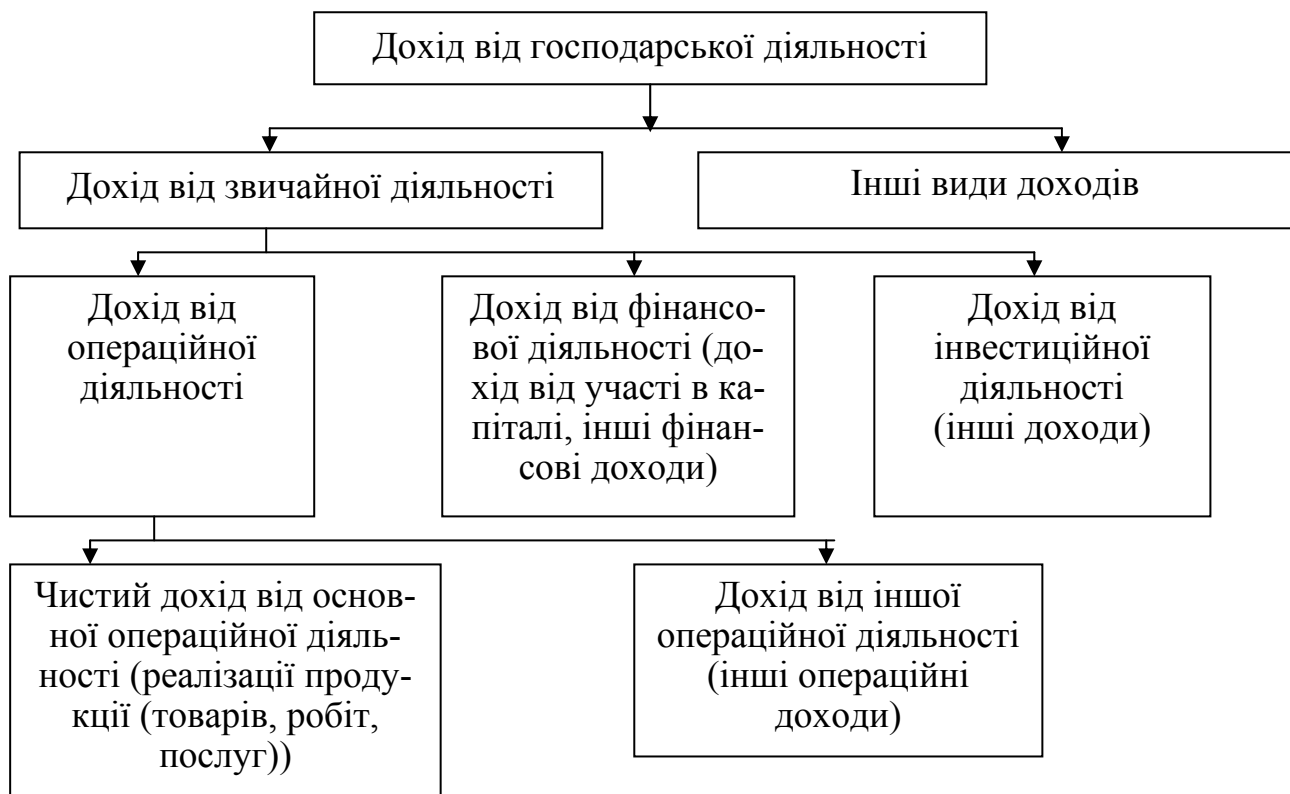 Дохід від господарської діяльності
Дохід від звичайної діяльності
Інші види доходів
Дохід від
операційної
діяльності
Дохід від фінансо-
вої діяльності (до-
хід від участі в ка-
піталі, інші фінан-
сові доходи)
Дохід від
інвестиційної
діяльності
(інші доходи)
Чистий дохід від основ-
ної операційної діяль-
ності (реалізації проду-
кції (товарів, робіт,
послуг))
Дохід від іншої
операційної діяльності
(інші операційні
доходи)